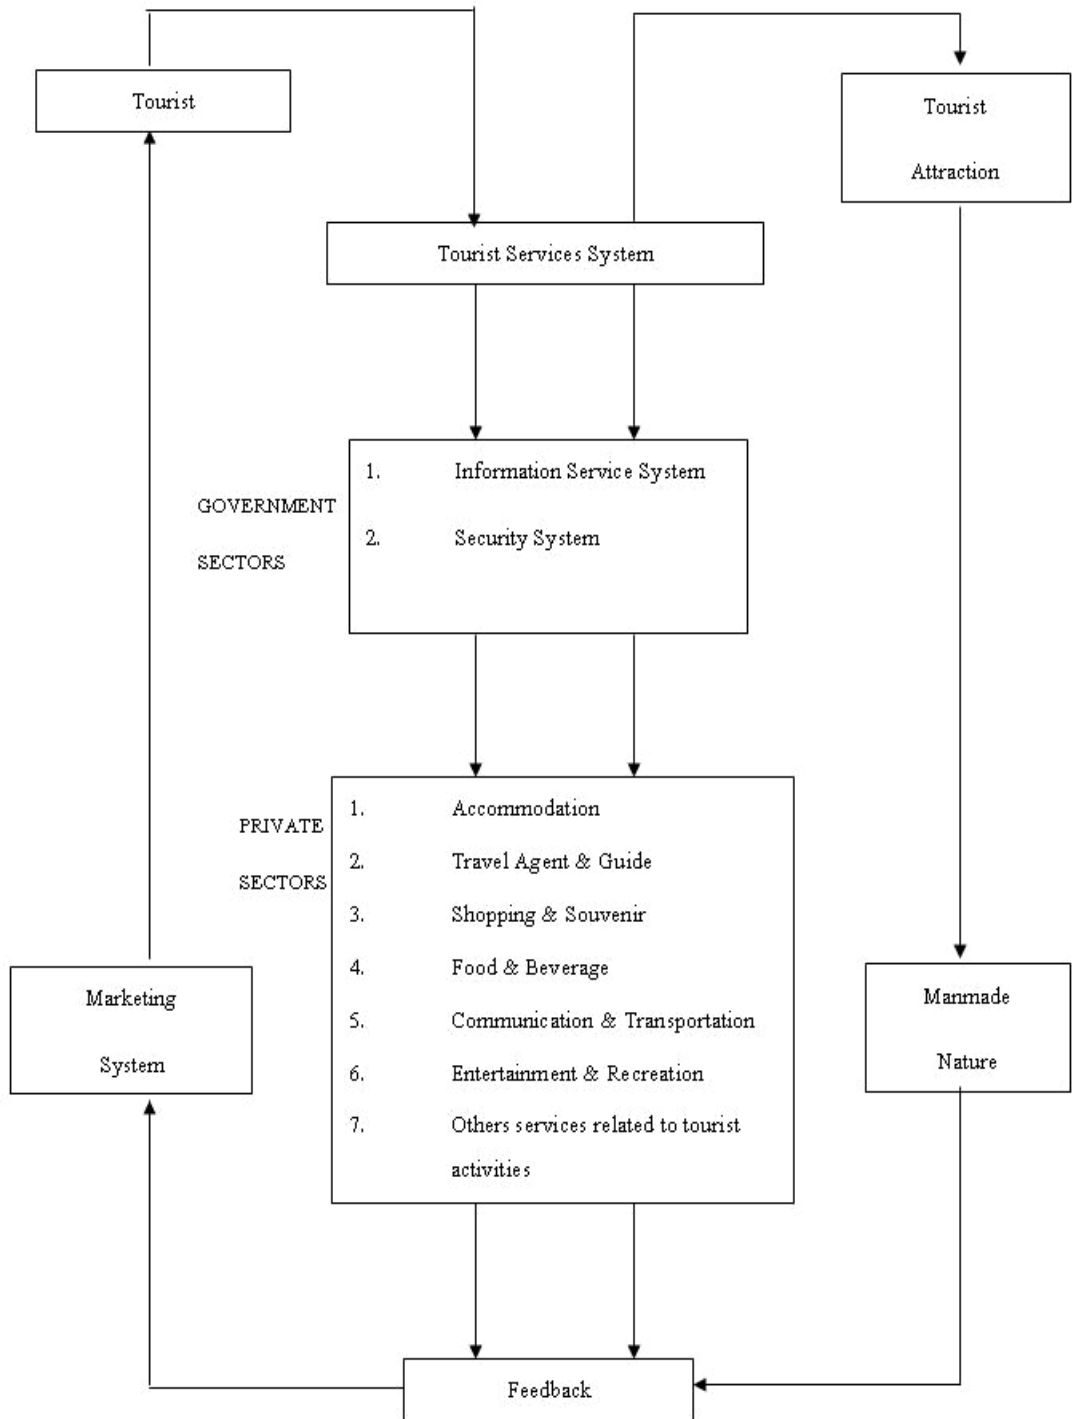 Tourist
Tourist
Attraction
Tourist Services System
GOVERNMENT
SECTORS
1. Information Service System
2. Security System
PRIVATE
SECTORS
1. Accommodation
2. Travel Agent & Guide
3. Shopping & Souvenir
4. Food & Beverage
5. Communication & Transportation
6. Entertainment & Recreation
7. Others services related to tourist
activities
Marketing
System
Manmade
Nature
Feedback